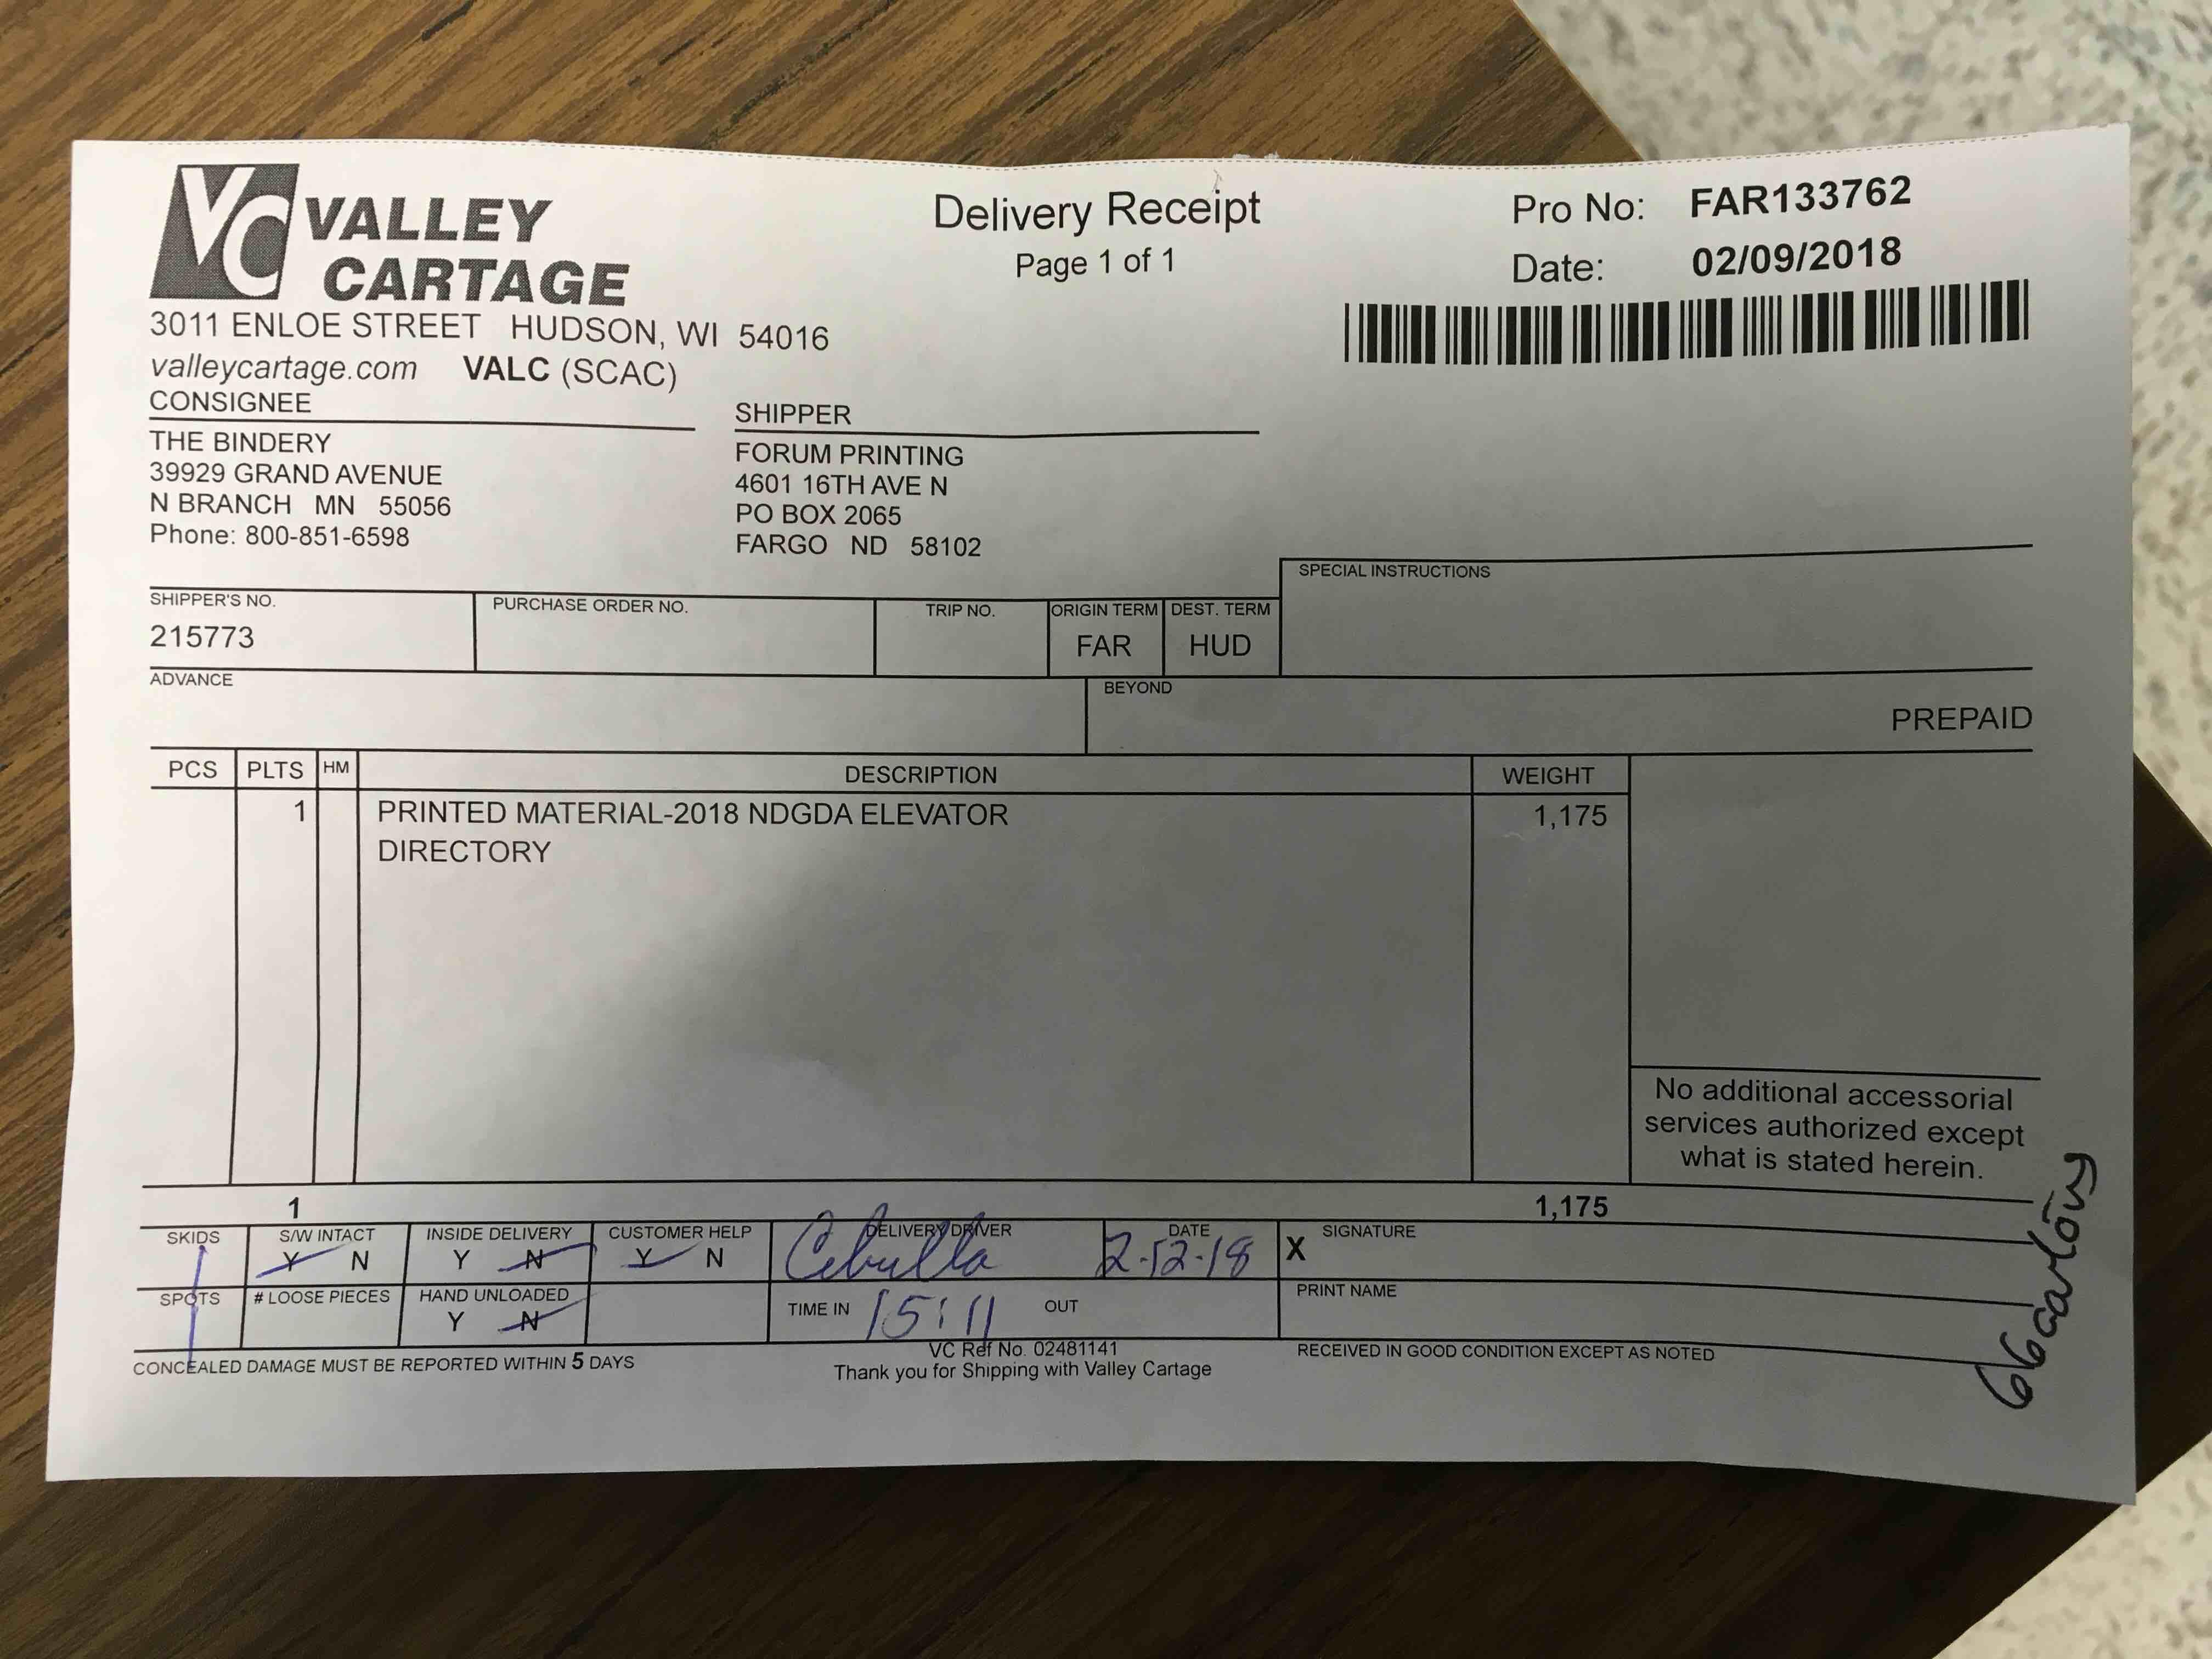 VC VALLEY
CARTAGE
3011 ENLOE STREET HUDSON, WI 54016
valleycartage.com VALC (SCAC)
Delivery Receipt
Page 1 of 1
Pro No: FAR133762
Date: 02/09/2018
CONSIGNEE
THE BINDERY
39929 GRAND AVENUE
N BRANCH MN 55056
Phone: 800-851-6598
SHIPPER
FORUM PRINTING
4601 16TH AVE N
PO BOX 2065
FARGO ND 58102
SPECIAL INSTRUCTIONS
SHIPPER'S NO. PURCHASE ORDER NO. TRIP NO. ORIGIN TERM DEST. TERM
215773 FAR HUD
ADVANCE BEYOND
PREPAID
PCS PLTS HM DESCRIPTION WEIGHT
1 PRINTED MATERIAL-2018 NDGDA ELEVATOR 1,175
DIRECTORY
No additional accessorial
services authorized except
what is stated herein.
1 1,175
SKIDS S/W INTACT INSIDE DELIVERY CUSTOMER HELP DELIVERY DRIVER DATE SIGNATURE
Y N Y N Y N Cebulla 2-12-18 X
SPOTS # LOOSE PIECES HAND UNLOADED TIME IN 15:11 OUT PRINT NAME
Y N
VC Ref No. 02481141 RECEIVED IN GOOD CONDITION EXCEPT AS NOTED
CONCEALED DAMAGE MUST BE REPORTED WITHIN 5 DAYS Thank you for Shipping with Valley Cartage
66 cartons